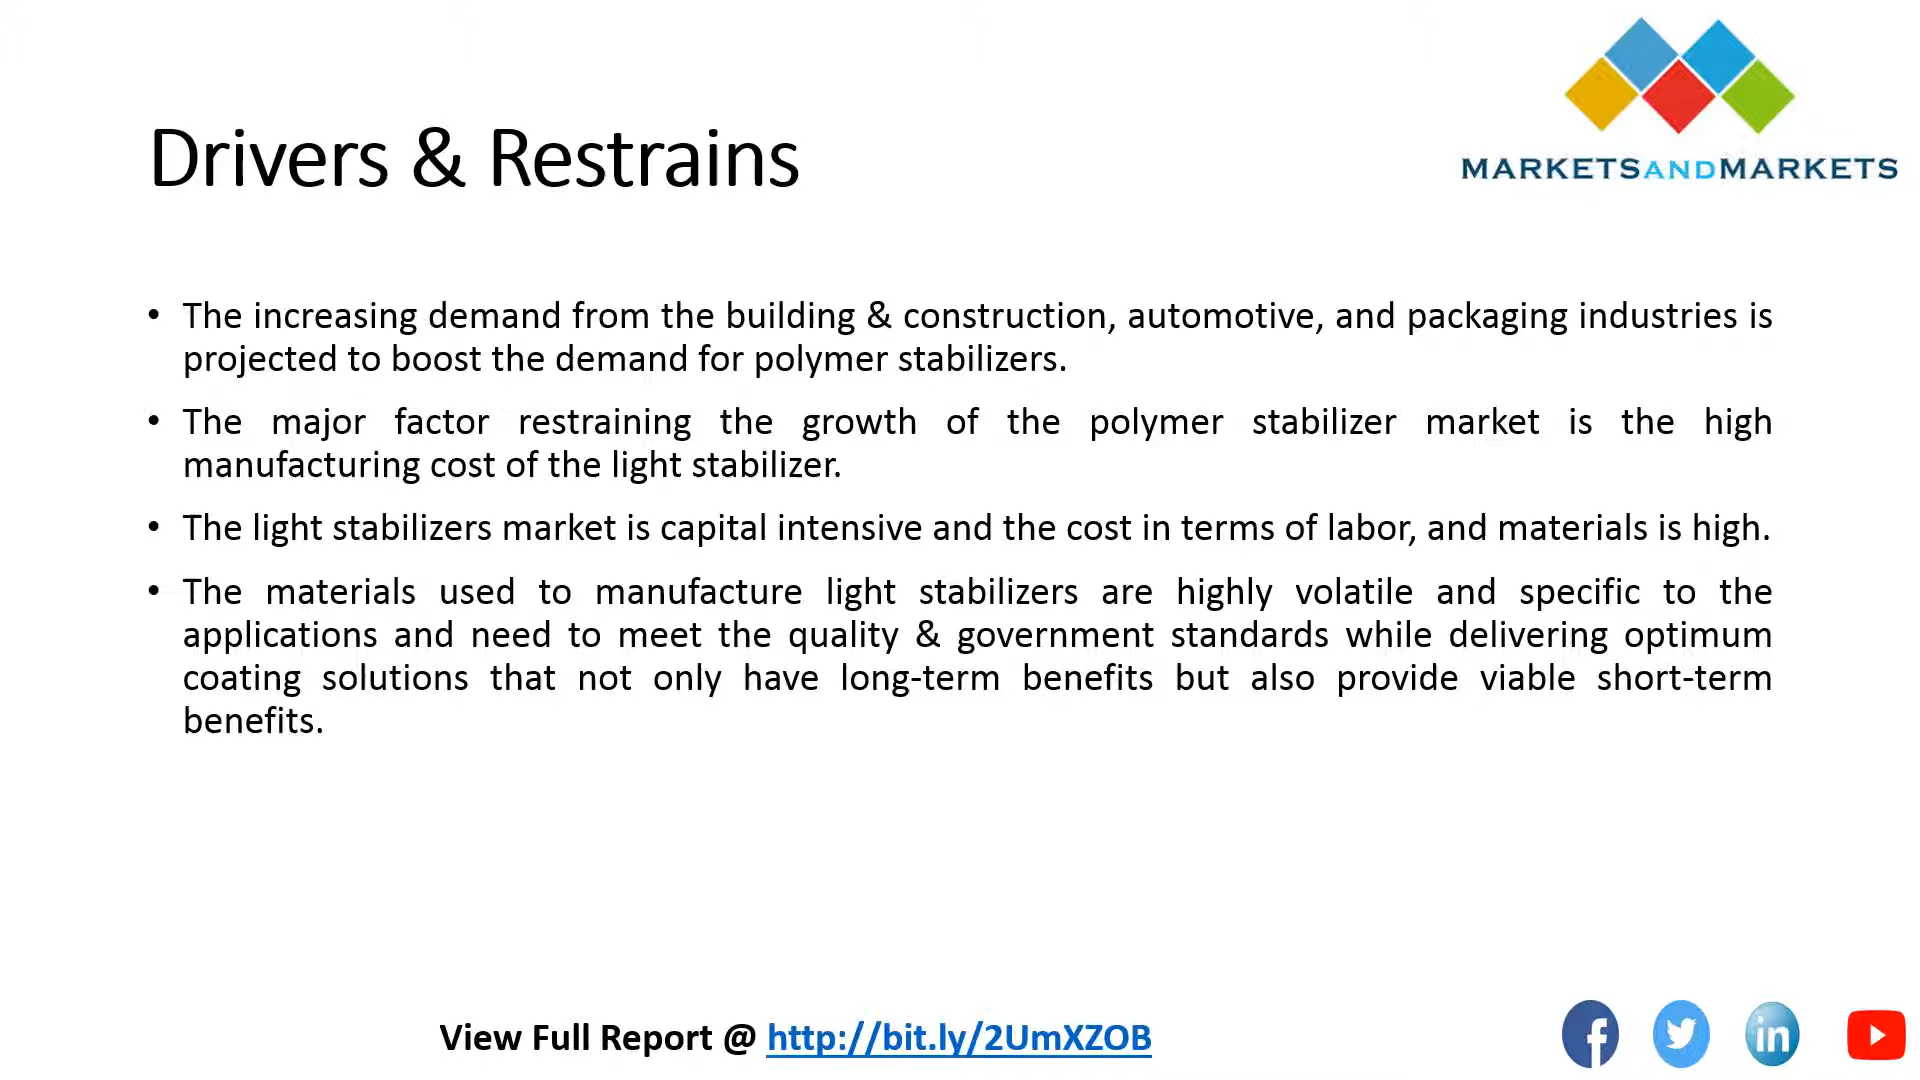 MARKETSANDMARKETS
Drivers & Restrains
• The increasing demand from the building & construction, automotive, and packaging industries is
projected to boost the demand for polymer stabilizers.
• The major factor restraining the growth of the polymer stabilizer market is the high
manufacturing cost of the light stabilizer.
• The light stabilizers market is capital intensive and the cost in terms of labor, and materials is high.
• The materials used to manufacture light stabilizers are highly volatile and specific to the
applications and need to meet the quality & government standards while delivering optimum
coating solutions that not only have long-term benefits but also provide viable short-term
benefits.
View Full Report @ http://bit.ly/2UmXZOB
f
in